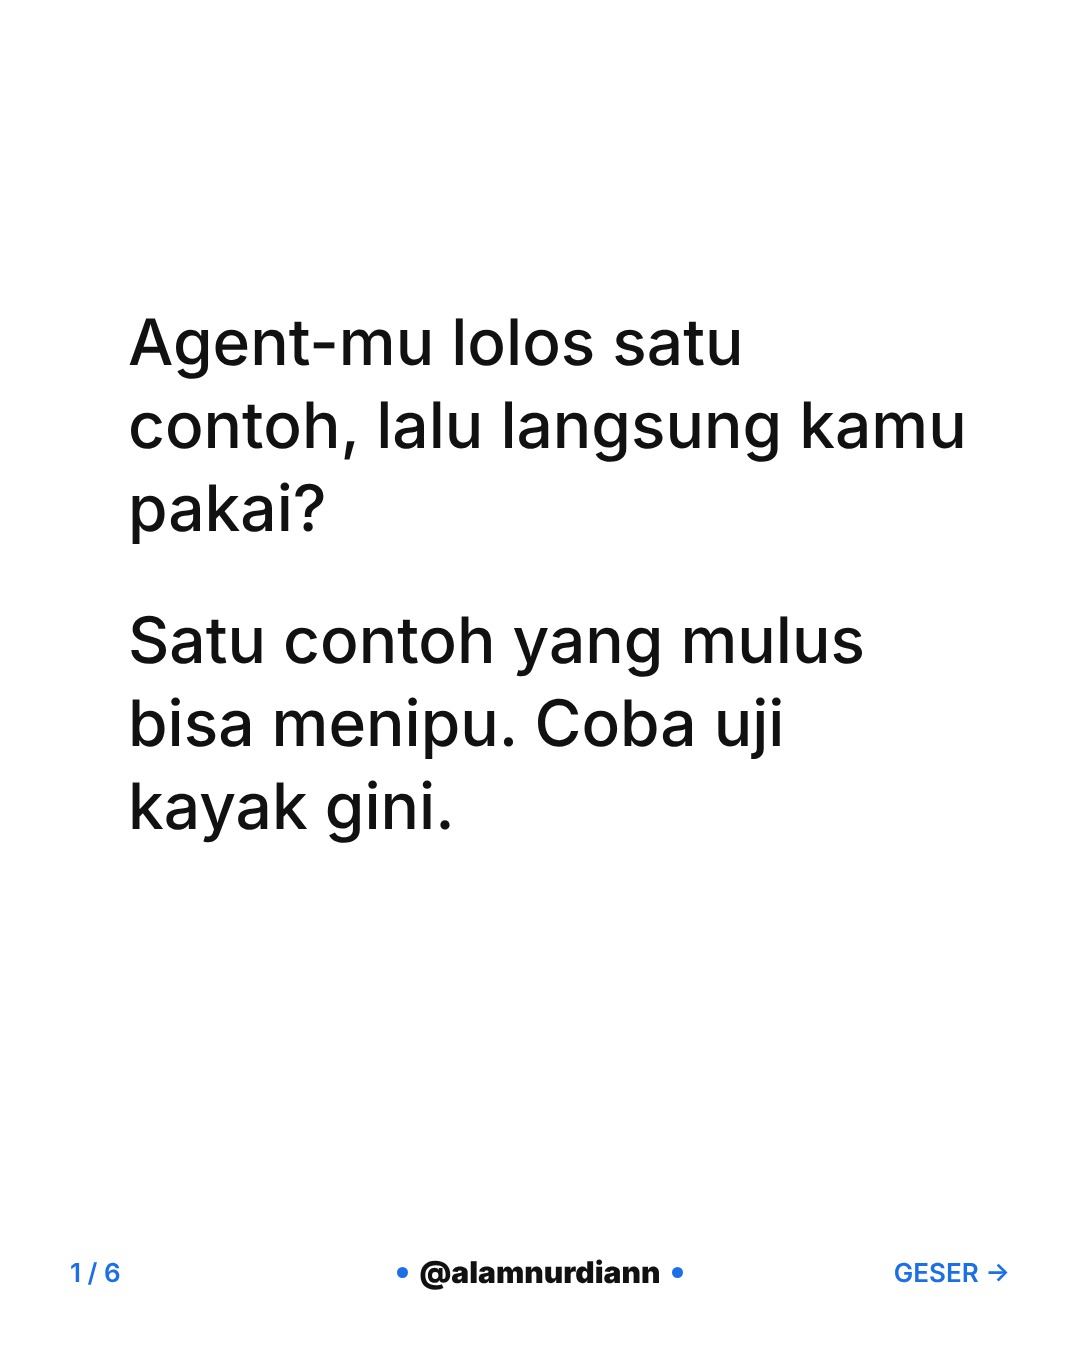 Agent-mu lolos satu
contoh, lalu langsung kamu
pakai?
Satu contoh yang mulus
bisa menipu. Coba uji
kayak gini.
1 / 6
• @alamnurdiann •
GESER →